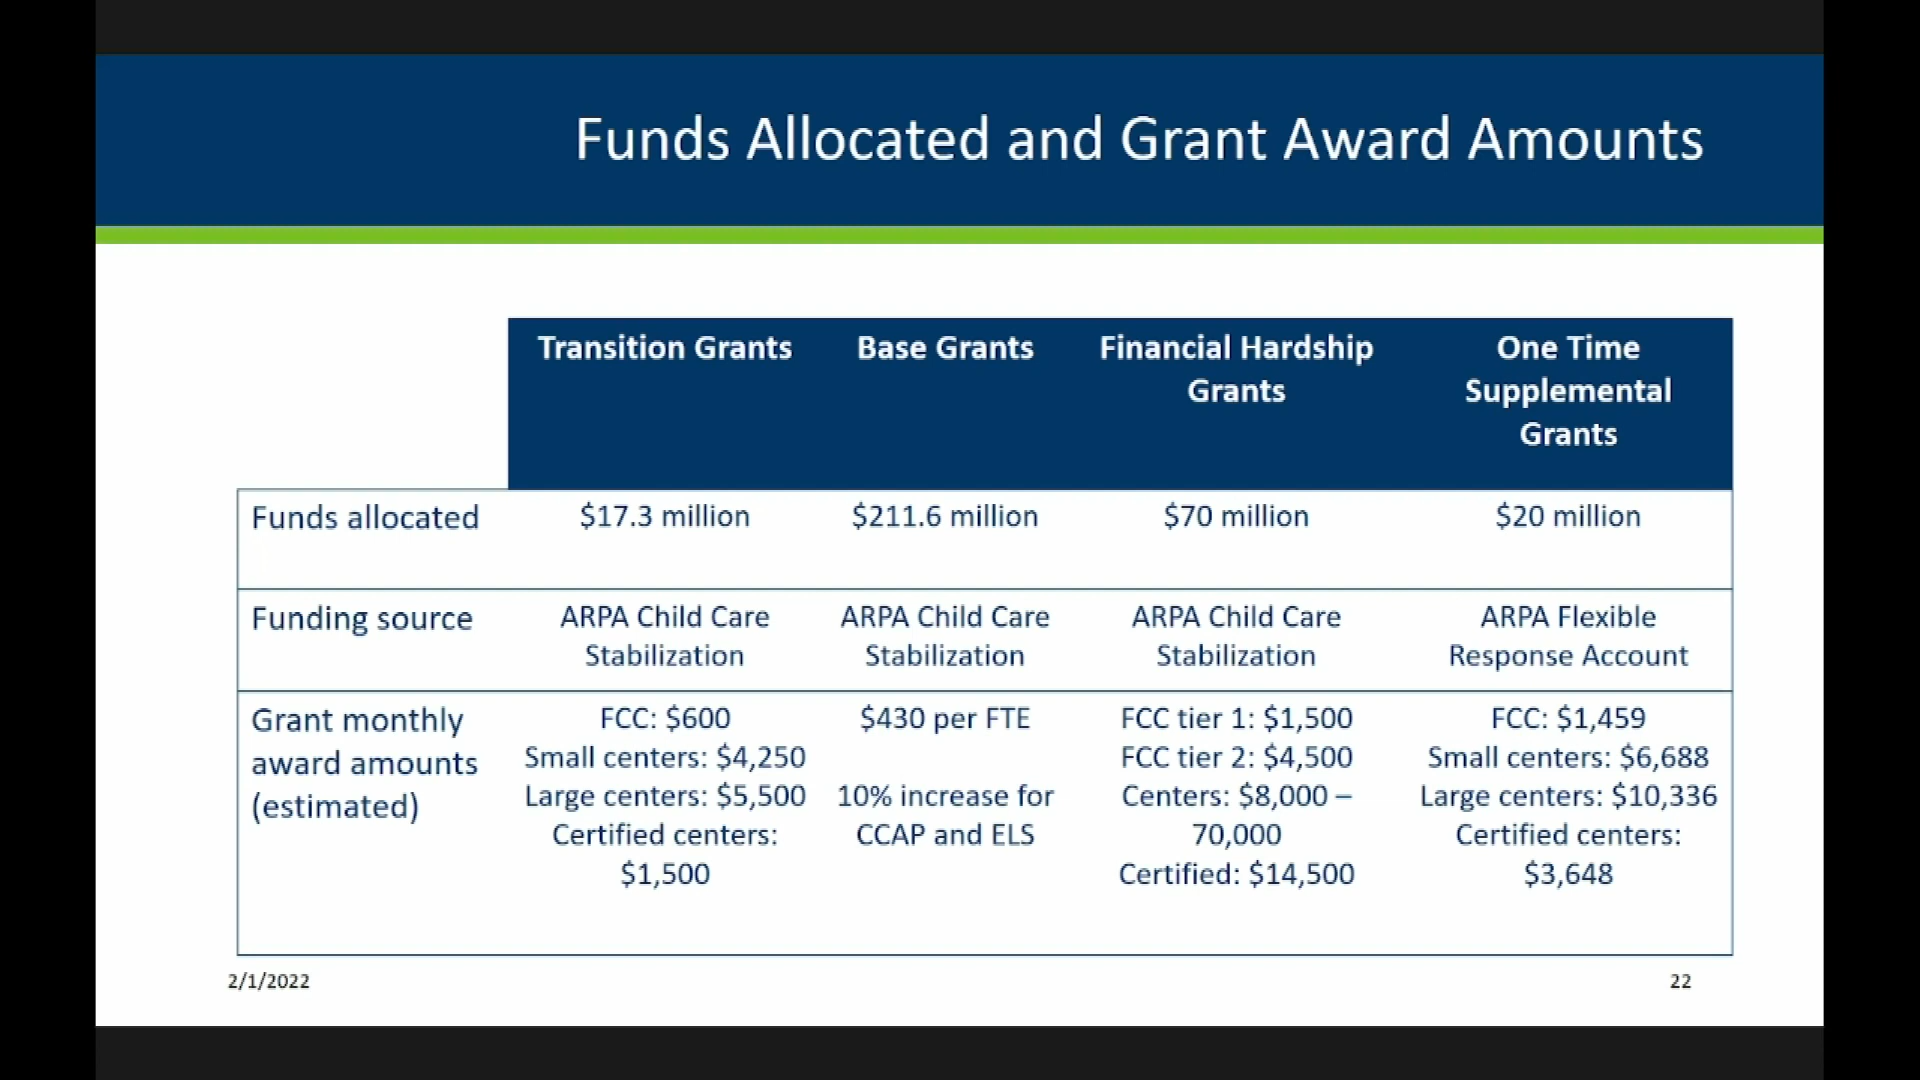 Funds Allocated and Grant Award Amounts
Transition Grants
Base Grants
Financial Hardship
Grants
One Time
Supplemental
Grants
Funds allocated
$17.3 million
$211.6 million
$70 million
$20 million
Funding source
ARPA Child Care
Stabilization
ARPA Child Care
Stabilization
ARPA Child Care
Stabilization
ARPA Flexible
Response Account
Grant monthly
award amounts
(estimated)
FCC: $600
Small centers: $4,250
Large centers: $5,500
Certified centers:
$1,500
$430 per FTE
10% increase for
CCAP and ELS
FCC tier 1: $1,500
FCC tier 2: $4,500
Centers: $8,000 –
70,000
Certified: $14,500
FCC: $1,459
Small centers: $6,688
Large centers: $10,336
Certified centers:
$3,648
2/1/2022
22